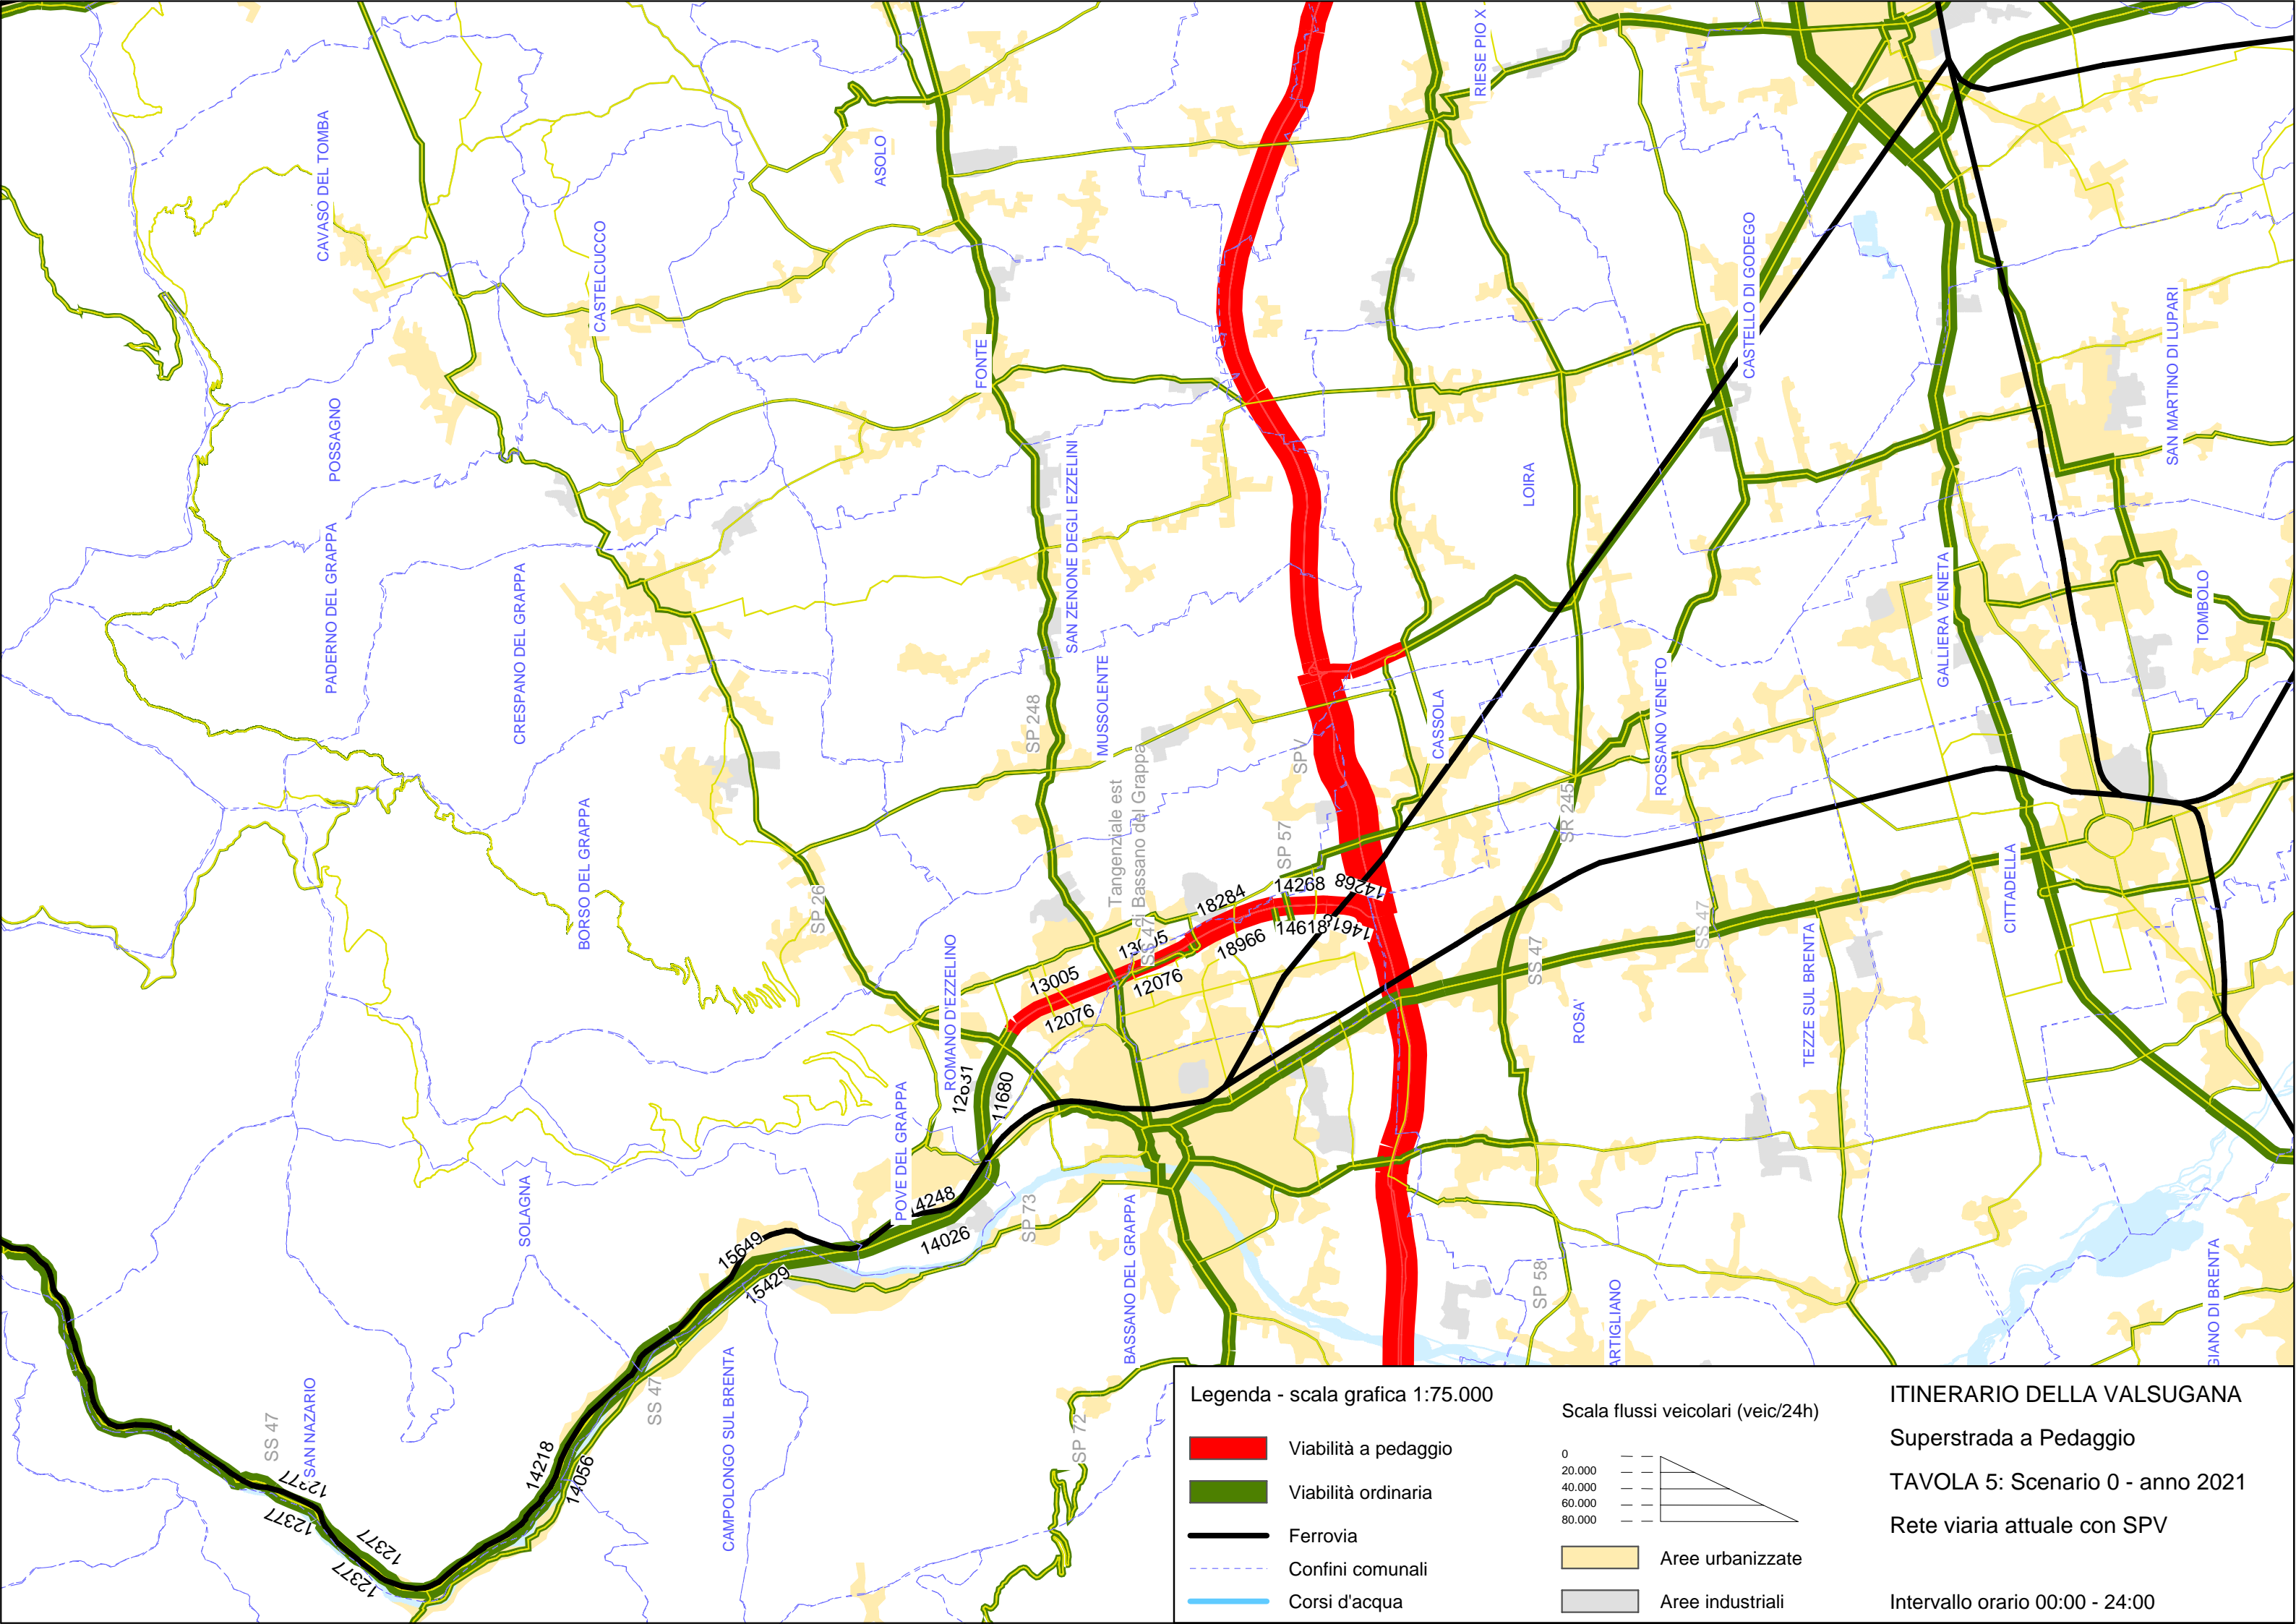 RIESE PIO X
CAVASO DEL TOMBA
ASOLO
CASTELCUCCO
CASTELLO DI GODEGO
SAN MARTINO DI LUPARI
FONTE
POSSAGNO
SAN ZENONE DEGLI EZZELINI
LOIRA
PADERNO DEL GRAPPA
CRESPANO DEL GRAPPA
GALLIERA VENETA
TOMBOLO
MUSSOLENTE
SP 248
CASSOLA
ROSSANO VENETO
SPV
Tangenziale est
di Bassano del Grappa
SS 47
SP 57
SR 245
BORSO DEL GRAPPA
SP 26
CITTADELLA
18284
14268
14268
18966
14618
14618
12076
13005
12076
SS 47
SS 47
ROMANO D'EZZELINO
ROSA'
TEZZE SUL BRENTA
11680
POVE DEL GRAPPA
SOLAGNA
14026
SP 73
BASSANO DEL GRAPPA
15649
15429
SP 58
ARTIGLIANO
GIANO DI BRENTA
CAMPOLONGO SUL BRENTA
SS 47
SS 47
SAN NAZARIO
SP 72
14218
14056
12377
12377
12377
12377
Legenda - scala grafica 1:75.000
Viabilità a pedaggio
Viabilità ordinaria
Ferrovia
Confini comunali
Corsi d'acqua
Scala flussi veicolari (veic/24h)
0
20.000
40.000
60.000
80.000
Aree urbanizzate
Aree industriali
ITINERARIO DELLA VALSUGANA
Superstrada a Pedaggio
TAVOLA 5: Scenario 0 - anno 2021
Rete viaria attuale con SPV
Intervallo orario 00:00 - 24:00